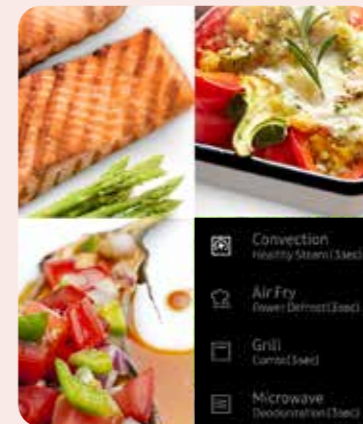 Convection
Healthy Steam (3sec)
Air Fry
Power Defrost (3sec)
Grill
Combi (3sec)
Microwave
Deodorization (3sec)